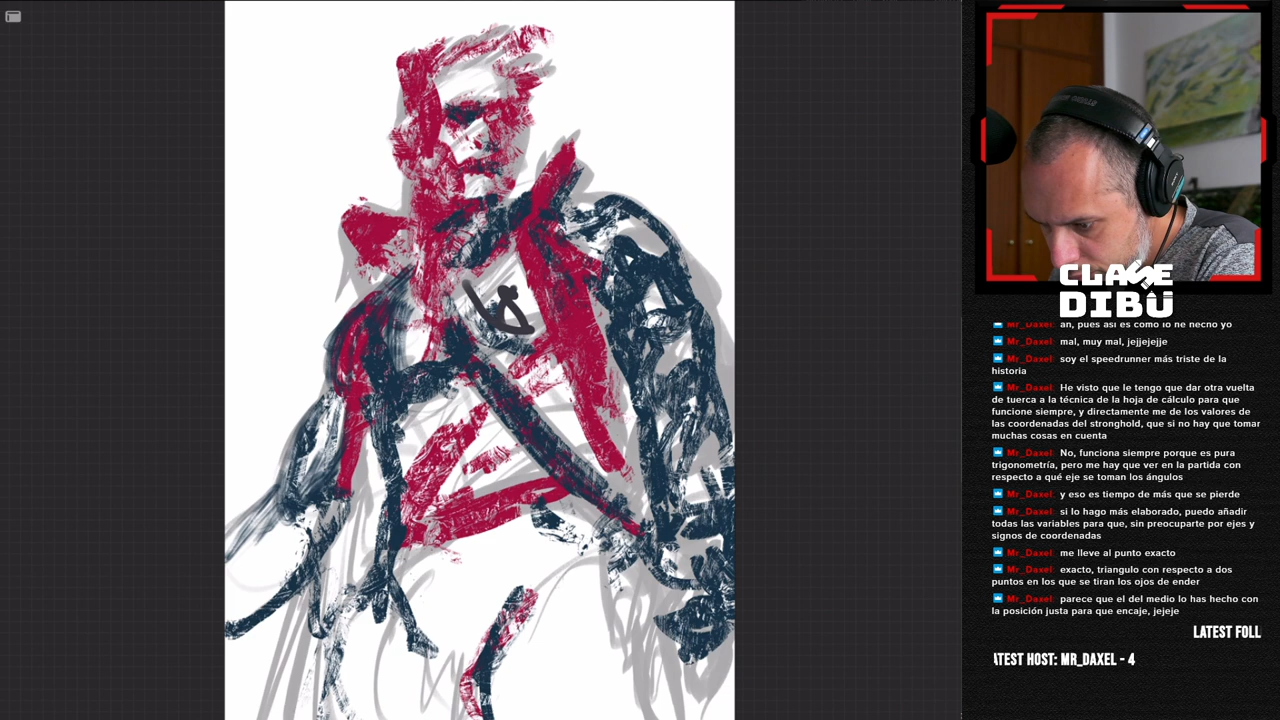 CLASE
DIBU
Mr_Daxel: ah, pues así es como lo he hecho yo
Mr_Daxel: mal, muy mal, jejjejejje
Mr_Daxel: soy el speedrunner más triste de la
historia
Mr_Daxel: He visto que le tengo que dar otra vuelta
de tuerca a la técnica de la hoja de cálculo para que
funcione siempre, y directamente me de los valores de
las coordenadas del stronghold, que si no hay que tomar
muchas cosas en cuenta
Mr_Daxel: No, funciona siempre porque es pura
trigonometría, pero me hay que ver en la partida con
respecto a qué eje se toman los ángulos
Mr_Daxel: y eso es tiempo de más que se pierde
Mr_Daxel: si lo hago más elaborado, puedo añadir
todas las variables para que, sin preocuparte por ejes y
signos de coordenadas
Mr_Daxel: me lleve al punto exacto
Mr_Daxel: exacto, triangulo con respecto a dos
puntos en los que se tiran los ojos de ender
Mr_Daxel: parece que el del medio lo has hecho con
la posición justa para que encaje, jejeje
LATEST FOLL
ATEST HOST: MR_DAXEL - 4